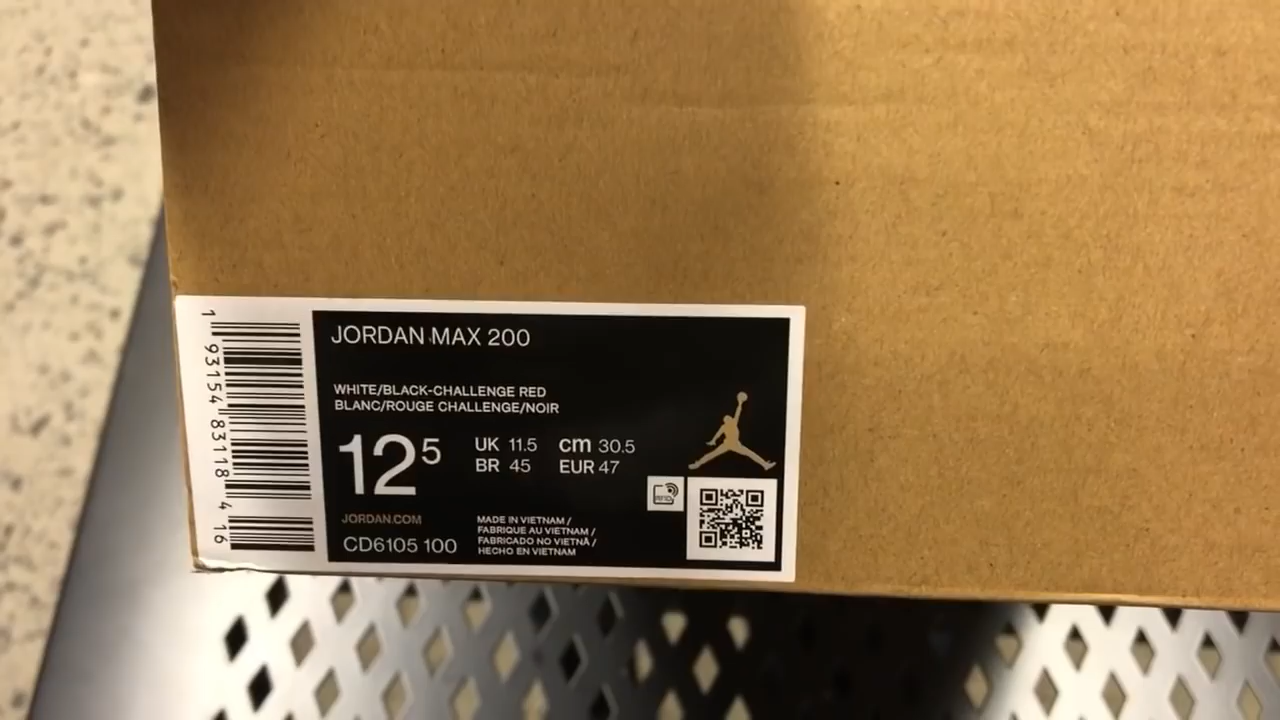 1 93154 83118 4 16
JORDAN MAX 200
WHITE/BLACK-CHALLENGE RED
BLANC/ROUGE CHALLENGE/NOIR
12 5
UK 11.5 cm 30.5
BR 45 EUR 47
JORDAN.COM
CD6105 100
MADE IN VIETNAM /
FABRIQUE AU VIETNAM /
FABRICADO NO VIETNÃ /
HECHO EN VIETNAM